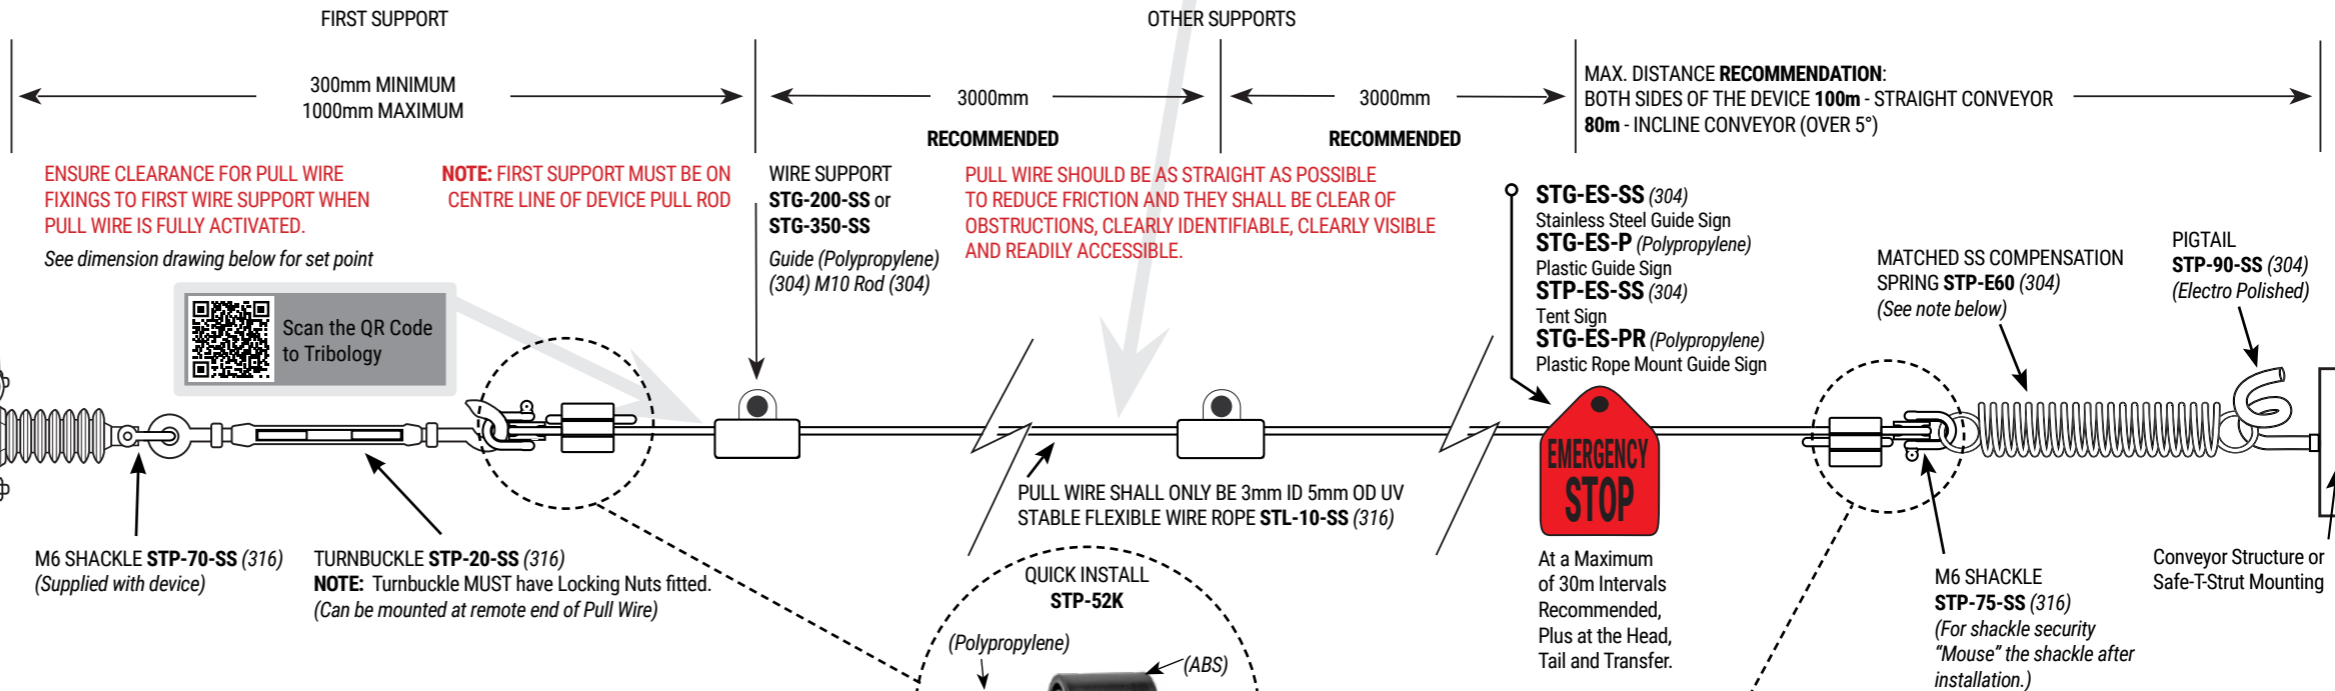 FIRST SUPPORT
OTHER SUPPORTS
300mm MINIMUM
1000mm MAXIMUM
3000mm
RECOMMENDED
3000mm
RECOMMENDED
MAX. DISTANCE RECOMMENDATION:
BOTH SIDES OF THE DEVICE 100m - STRAIGHT CONVEYOR
80m - INCLINE CONVEYOR (OVER 5°)
ENSURE CLEARANCE FOR PULL WIRE
FIXINGS TO FIRST WIRE SUPPORT WHEN
PULL WIRE IS FULLY ACTIVATED.
See dimension drawing below for set point
NOTE: FIRST SUPPORT MUST BE ON
CENTRE LINE OF DEVICE PULL ROD
WIRE SUPPORT
STG-200-SS or
STG-350-SS
Guide (Polypropylene)
(304) M10 Rod (304)
PULL WIRE SHOULD BE AS STRAIGHT AS POSSIBLE
TO REDUCE FRICTION AND THEY SHALL BE CLEAR OF
OBSTRUCTIONS, CLEARLY IDENTIFIABLE, CLEARLY VISIBLE
AND READILY ACCESSIBLE.
STG-ES-SS (304)
Stainless Steel Guide Sign
STG-ES-P (Polypropylene)
Plastic Guide Sign
STP-ES-SS (304)
Tent Sign
STG-ES-PR (Polypropylene)
Plastic Rope Mount Guide Sign
MATCHED SS COMPENSATION
SPRING STP-E60 (304)
(See note below)
PIGTAIL
STP-90-SS (304)
(Electro Polished)
Scan the QR Code
to Tribology
EMERGENCY
STOP
M6 SHACKLE STP-70-SS (316)
(Supplied with device)
TURNBUCKLE STP-20-SS (316)
NOTE: Turnbuckle MUST have Locking Nuts fitted.
(Can be mounted at remote end of Pull Wire)
PULL WIRE SHALL ONLY BE 3mm ID 5mm OD UV
STABLE FLEXIBLE WIRE ROPE STL-10-SS (316)
QUICK INSTALL
STP-52K
(Polypropylene)
(ABS)
At a Maximum
of 30m Intervals
Recommended,
Plus at the Head,
Tail and Transfer.
M6 SHACKLE
STP-75-SS (316)
(For shackle security
“Mouse” the shackle after
installation.)
Conveyor Structure or
Safe-T-Strut Mounting